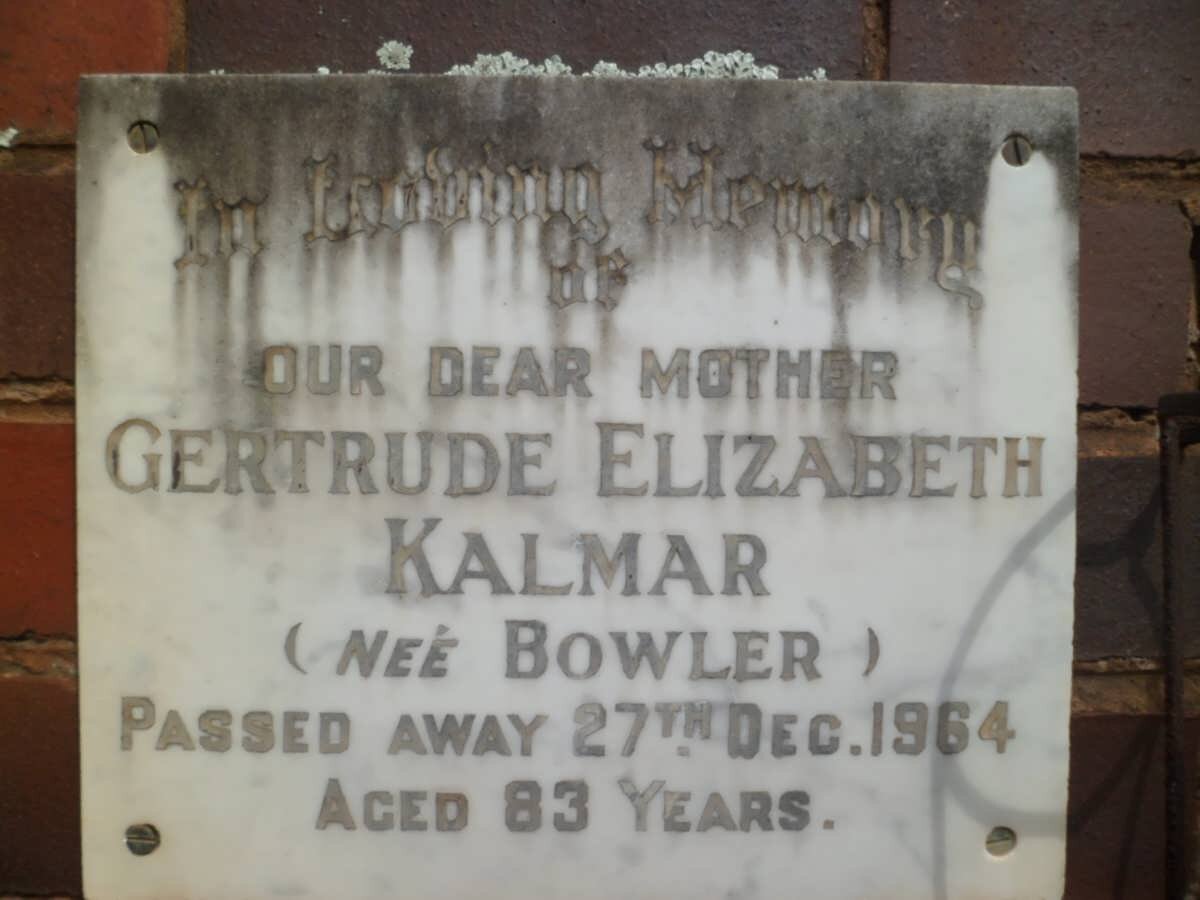 In Loving Memory
of
OUR DEAR MOTHER
GERTRUDE ELIZABETH
KALMAR
( NEÉ BOWLER )
PASSED AWAY 27TH DEC. 1964
AGED 83 YEARS.